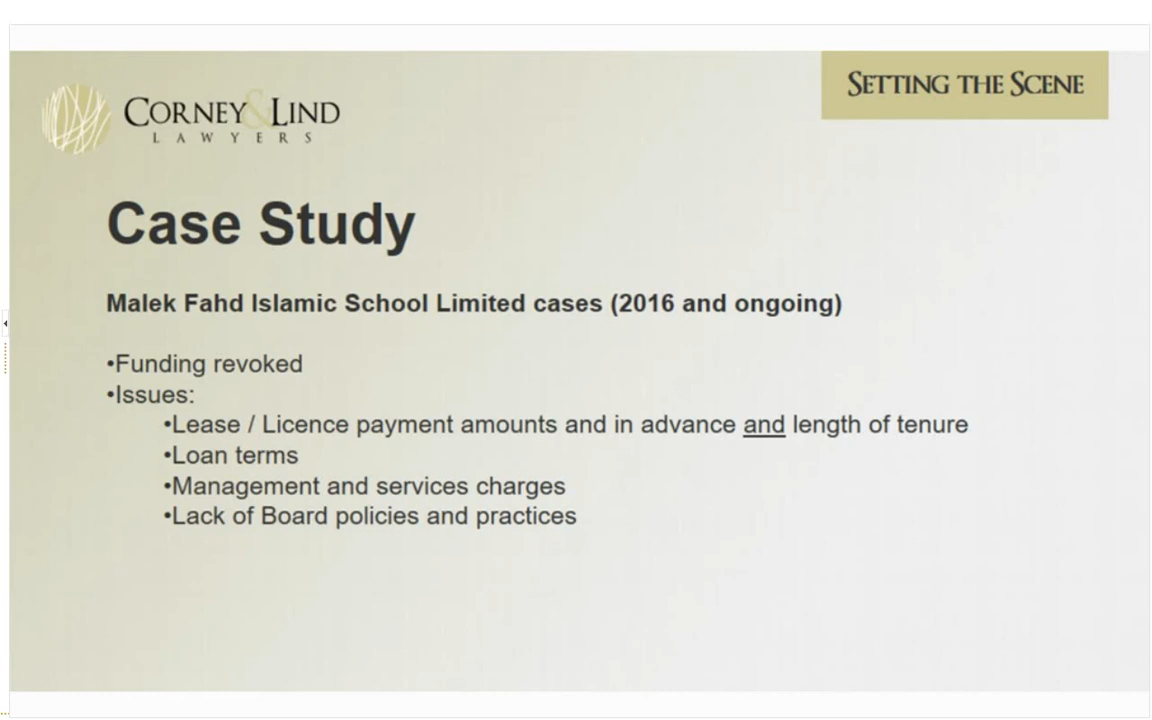 SETTING THE SCENE
CORNEY&LIND
LAWYERS
Case Study
Malek Fahd Islamic School Limited cases (2016 and ongoing)
•Funding revoked
•Issues:
•Lease / Licence payment amounts and in advance and length of tenure
•Loan terms
•Management and services charges
•Lack of Board policies and practices